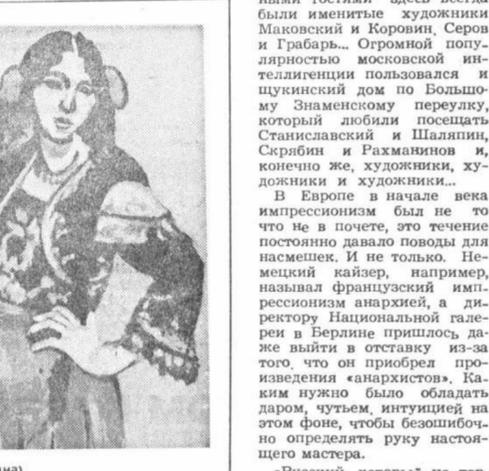 ными гостями здесь всегда
были именитые художники
Маковский и Коровин, Серов
и Грабарь... Огромной попу-
лярностью московской ин-
теллигенции пользовался и
щукинский дом по Большо-
му Знаменскому переулку,
который любили посещать
Станиславский и Шаляпин,
Скрябин и Рахманинов и,
конечно же, художники, ху-
дожники и художники...
В Европе в начале века
импрессионизм был не то
что не в почете, это течение
постоянно давало поводы для
насмешек. И не только. Не-
мецкий кайзер, например,
называл французский имп-
рессионизм анархией, а ди-
ректору Национальной гале-
реи в Берлине пришлось да-
же выйти в отставку из-за
того, что он приобрел про-
изведения «анархистов». Ка-
ким нужно было обладать
даром, чутьем, интуицией на
этом фоне, чтобы безошибоч-
но определять руку настоя-
щего мастера.